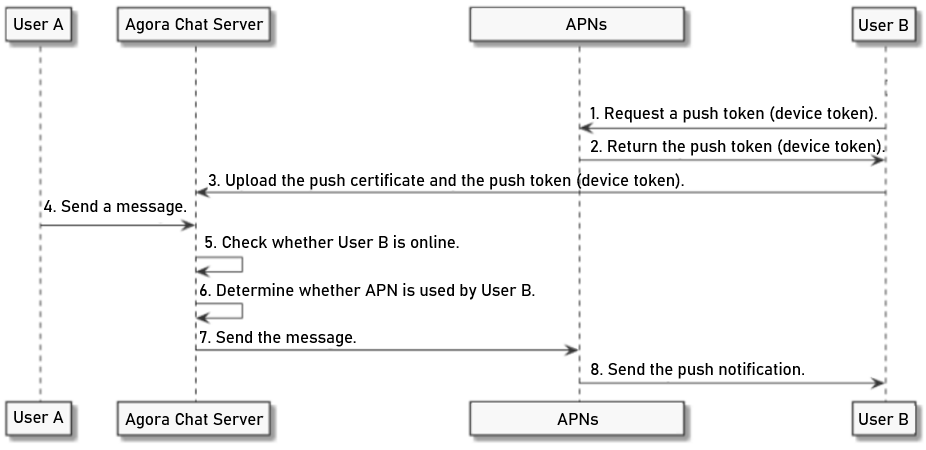 User A
Agora Chat Server
APNs
User B
1. Request a push token (device token).
2. Return the push token (device token).
3. Upload the push certificate and the push token (device token).
4. Send a message.
5. Check whether User B is online.
6. Determine whether APN is used by User B.
7. Send the message.
8. Send the push notification.
User A
Agora Chat Server
APNs
User B